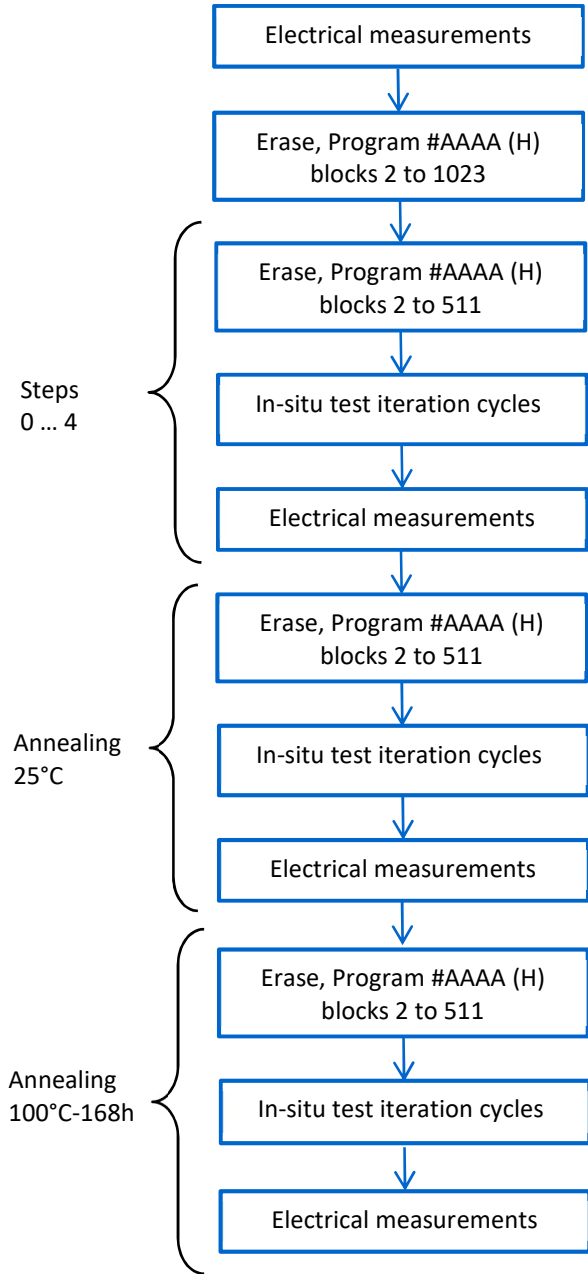 Electrical measurements
Erase, Program #AAAA (H)
blocks 2 to 1023
Erase, Program #AAAA (H)
blocks 2 to 511
Steps
0 ... 4
In-situ test iteration cycles
Electrical measurements
Erase, Program #AAAA (H)
blocks 2 to 511
Annealing
25°C
In-situ test iteration cycles
Electrical measurements
Erase, Program #AAAA (H)
blocks 2 to 511
Annealing
100°C-168h
In-situ test iteration cycles
Electrical measurements